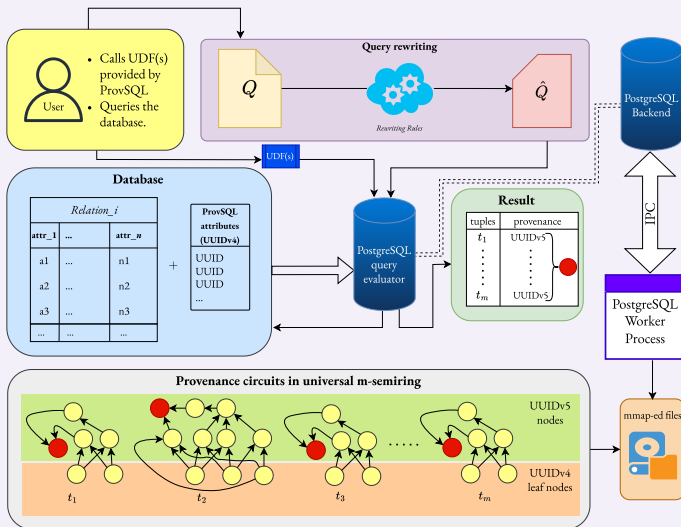 User
• Calls UDF(s)
provided by
ProvSQL
• Queries the
database.
Query rewriting
Q
Rewriting Rules
Q̂
PostgreSQL
Backend
UDF(s)
IPC
Database
Relation_i
attr_1 ... attr_n
a1 ... n1
a2 ... n2
a3 ... n3
... ... ...
+
ProvSQL
attributes
(UUIDv4)
UUID
UUID
UUID
...
PostgreSQL
query
evaluator
Result
tuples provenance
t1 UUIDv5
tm UUIDv5
PostgreSQL
Worker
Process
Provenance circuits in universal m-semiring
UUIDv5
nodes
.....
UUIDv4
leaf nodes
t1 t2 t3 tm
mmap-ed files